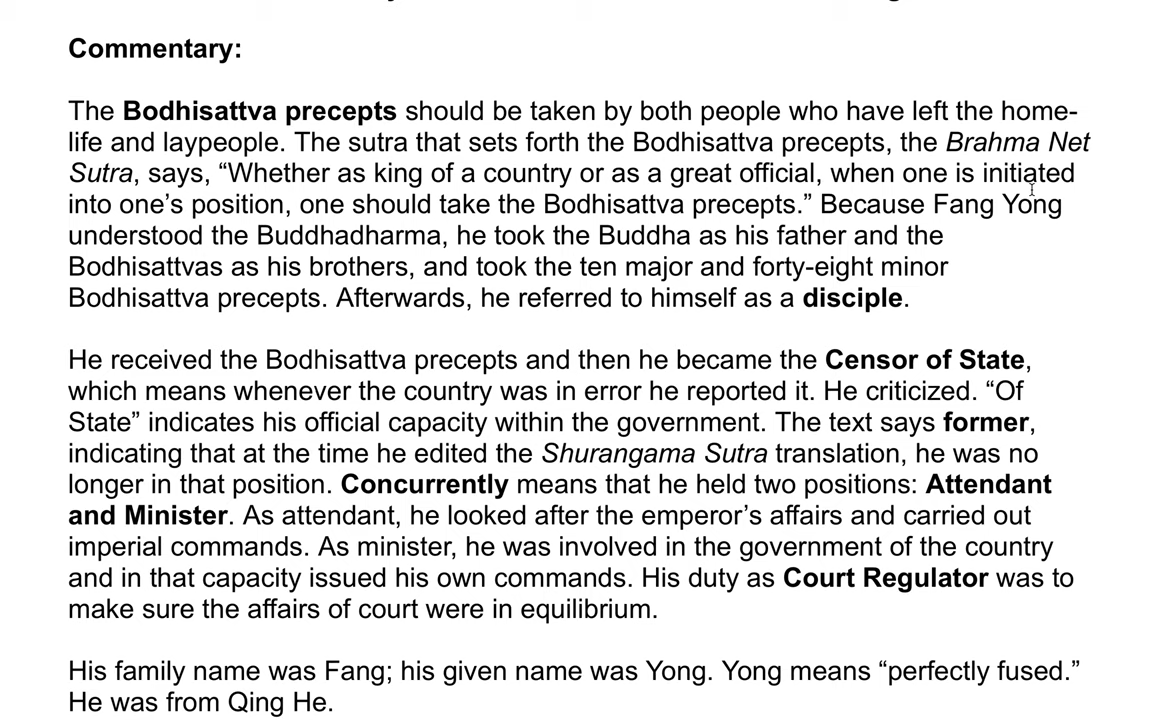 Commentary:
The Bodhisattva precepts should be taken by both people who have left the home-
life and laypeople. The sutra that sets forth the Bodhisattva precepts, the Brahma Net
Sutra, says, “Whether as king of a country or as a great official, when one is initiated
into one’s position, one should take the Bodhisattva precepts.” Because Fang Yong
understood the Buddhadharma, he took the Buddha as his father and the
Bodhisattvas as his brothers, and took the ten major and forty-eight minor
Bodhisattva precepts. Afterwards, he referred to himself as a disciple.
He received the Bodhisattva precepts and then he became the Censor of State,
which means whenever the country was in error he reported it. He criticized. “Of
State” indicates his official capacity within the government. The text says former,
indicating that at the time he edited the Shurangama Sutra translation, he was no
longer in that position. Concurrently means that he held two positions: Attendant
and Minister. As attendant, he looked after the emperor’s affairs and carried out
imperial commands. As minister, he was involved in the government of the country
and in that capacity issued his own commands. His duty as Court Regulator was to
make sure the affairs of court were in equilibrium.
His family name was Fang; his given name was Yong. Yong means “perfectly fused.”
He was from Qing He.